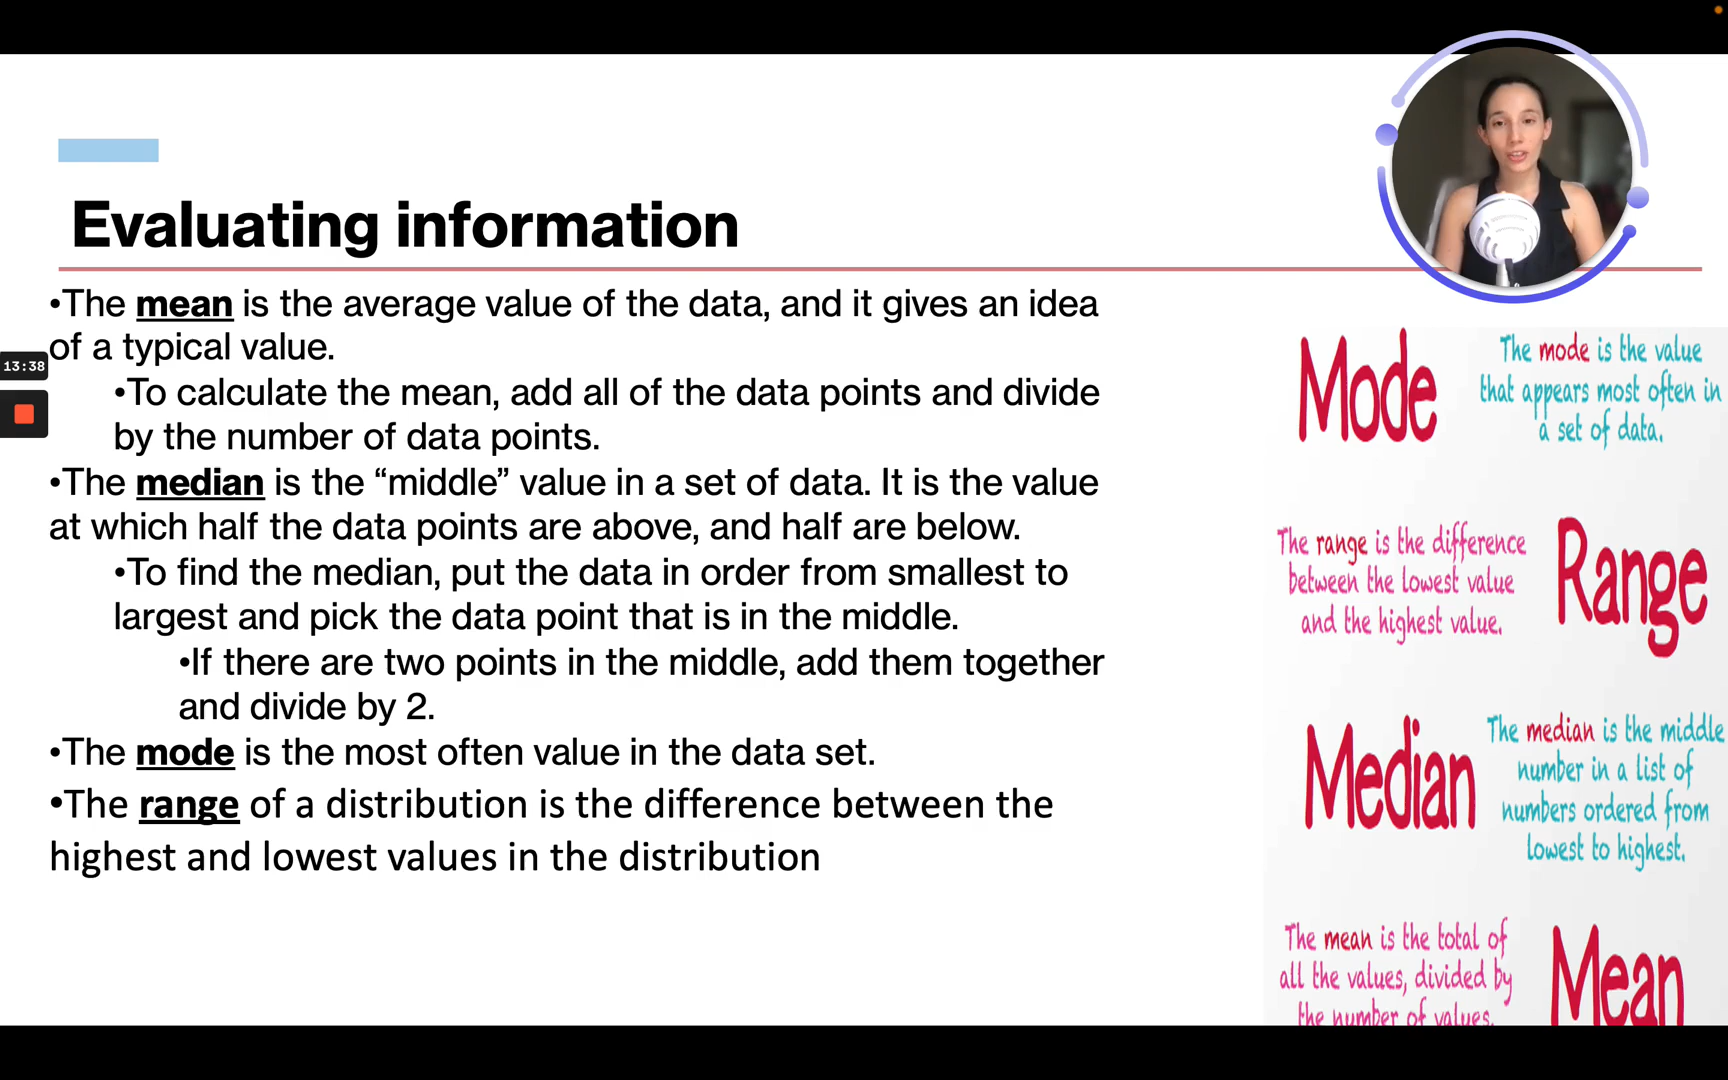 Evaluating information
•The mean is the average value of the data, and it gives an idea
of a typical value.
13:38
•To calculate the mean, add all of the data points and divide
by the number of data points.
•The median is the “middle” value in a set of data. It is the value
at which half the data points are above, and half are below.
•To find the median, put the data in order from smallest to
largest and pick the data point that is in the middle.
•If there are two points in the middle, add them together
and divide by 2.
•The mode is the most often value in the data set.
•The range of a distribution is the difference between the
highest and lowest values in the distribution
Mode
The mode is the value
that appears most often in
a set of data.
The range is the difference
between the lowest value
and the highest value.
Range
Median
The median is the middle
number in a list of
numbers ordered from
lowest to highest.
The mean is the total of
all the values, divided by
the number of values.
Mean